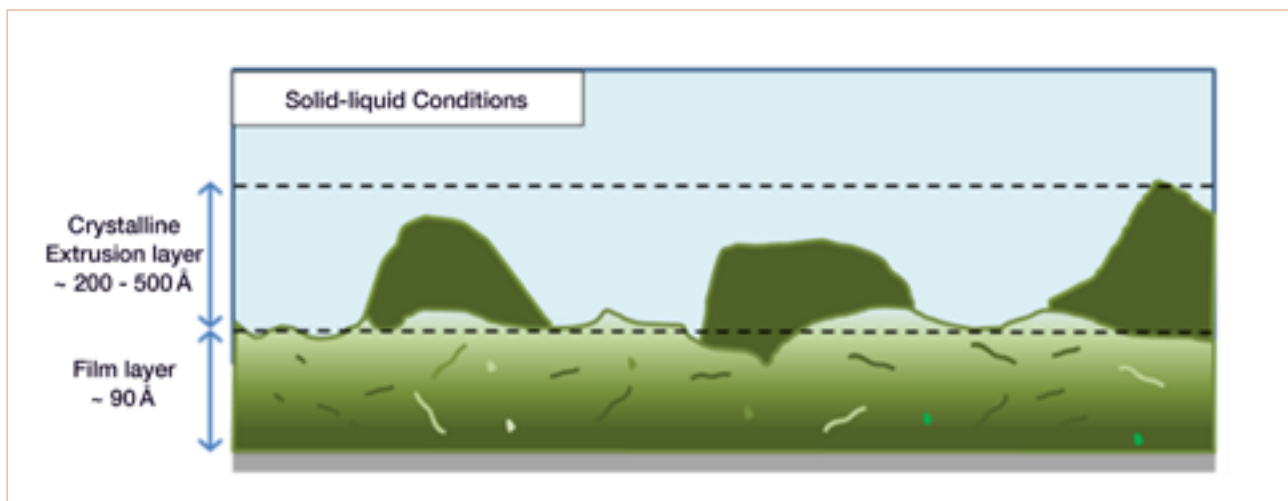 Solid-liquid Conditions
Crystalline
Extrusion layer
~ 200 - 500 Å
Film layer
~ 90 Å